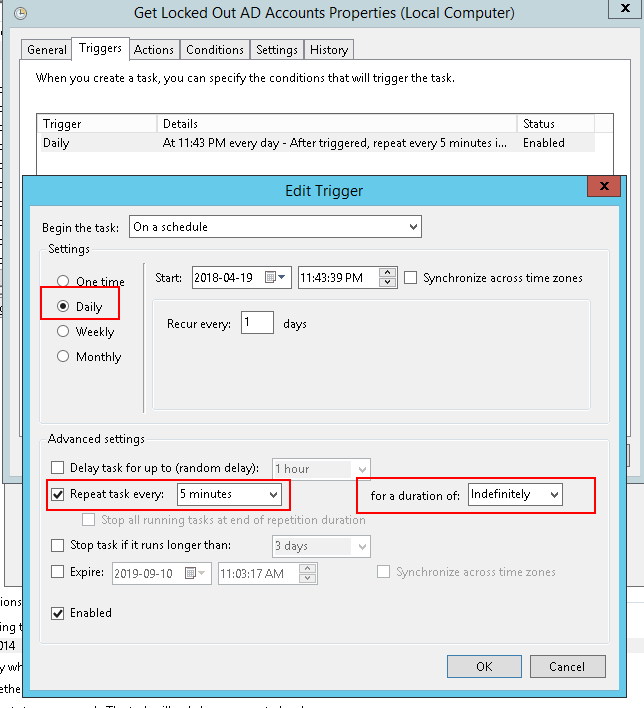 Get Locked Out AD Accounts Properties (Local Computer)
x
General Triggers Actions Conditions Settings History
When you create a task, you can specify the conditions that will trigger the task.
Trigger Details Status
Daily At 11:43 PM every day - After triggered, repeat every 5 minutes i... Enabled
Edit Trigger
x
Begin the task: On a schedule
Settings
One time
Start: 2018-04-19 11:43:39 PM Synchronize across time zones
Daily
Recur every: 1 days
Weekly
Monthly
Advanced settings
Delay task for up to (random delay): 1 hour
Repeat task every: 5 minutes for a duration of: Indefinitely
Stop all running tasks at end of repetition duration
Stop task if it runs longer than: 3 days
Expire: 2019-09-10 11:03:17 AM Synchronize across time zones
Enabled
OK Cancel